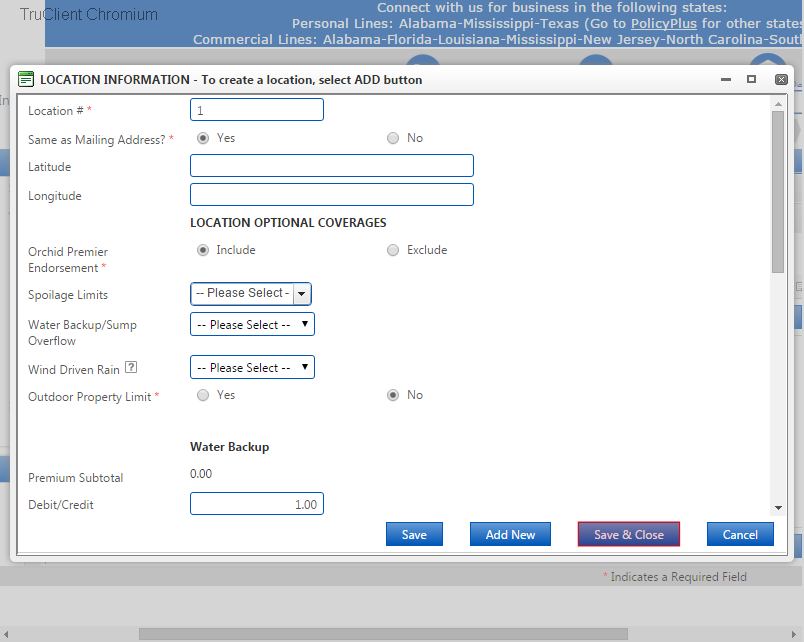 TruClient Chromium
Connect with us for business in the following states:
Personal Lines: Alabama-Mississippi-Texas (Go to PolicyPlus for other states
Commercial Lines: Alabama-Florida-Louisiana-Mississippi-New Jersey-North Carolina-South
LOCATION INFORMATION - To create a location, select ADD button
Location # * 1
Same as Mailing Address? * Yes No
Latitude
Longitude
LOCATION OPTIONAL COVERAGES
Orchid Premier
Endorsement * Include Exclude
Spoilage Limits -- Please Select -
Water Backup/Sump
Overflow -- Please Select --
Wind Driven Rain ? -- Please Select --
Outdoor Property Limit * Yes No
Water Backup
Premium Subtotal 0.00
Debit/Credit 1.00
Save Add New Save & Close Cancel
* Indicates a Required Field